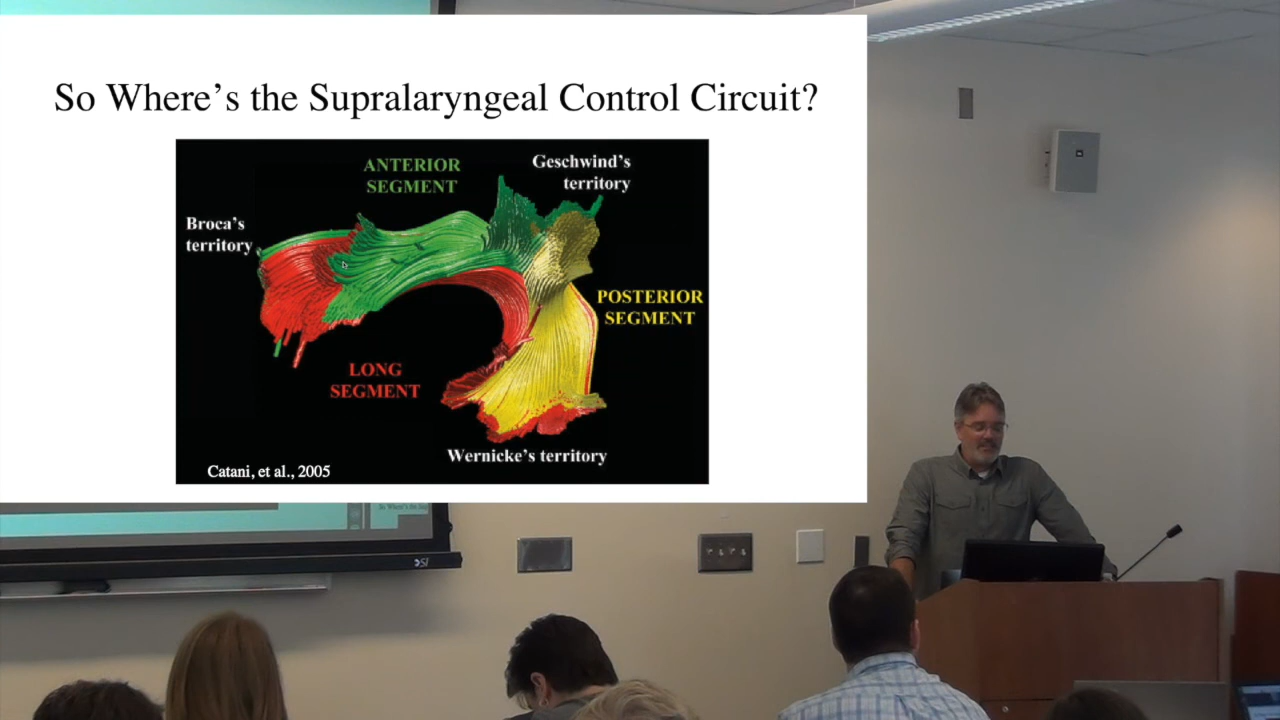 So Where's the Supralaryngeal Control Circuit?
ANTERIOR
SEGMENT
Geschwind's
territory
Broca's
territory
POSTERIOR
SEGMENT
LONG
SEGMENT
Wernicke's territory
Catani, et al., 2005